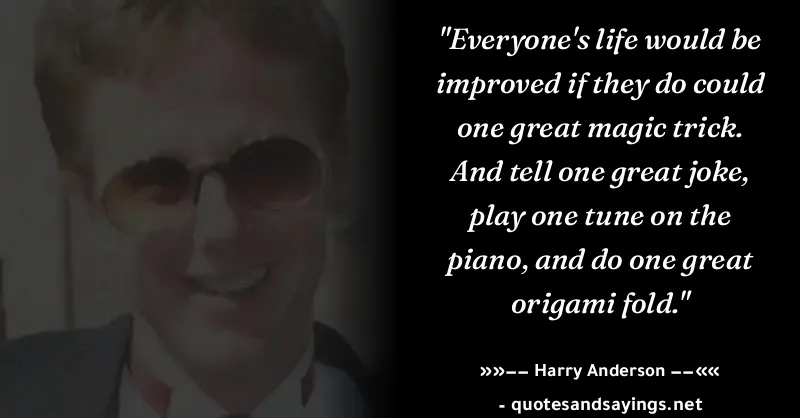 "Everyone's life would be
improved if they do could
one great magic trick.
And tell one great joke,
play one tune on the
piano, and do one great
origami fold."
»»–– Harry Anderson ––««
- quotesandsayings.net